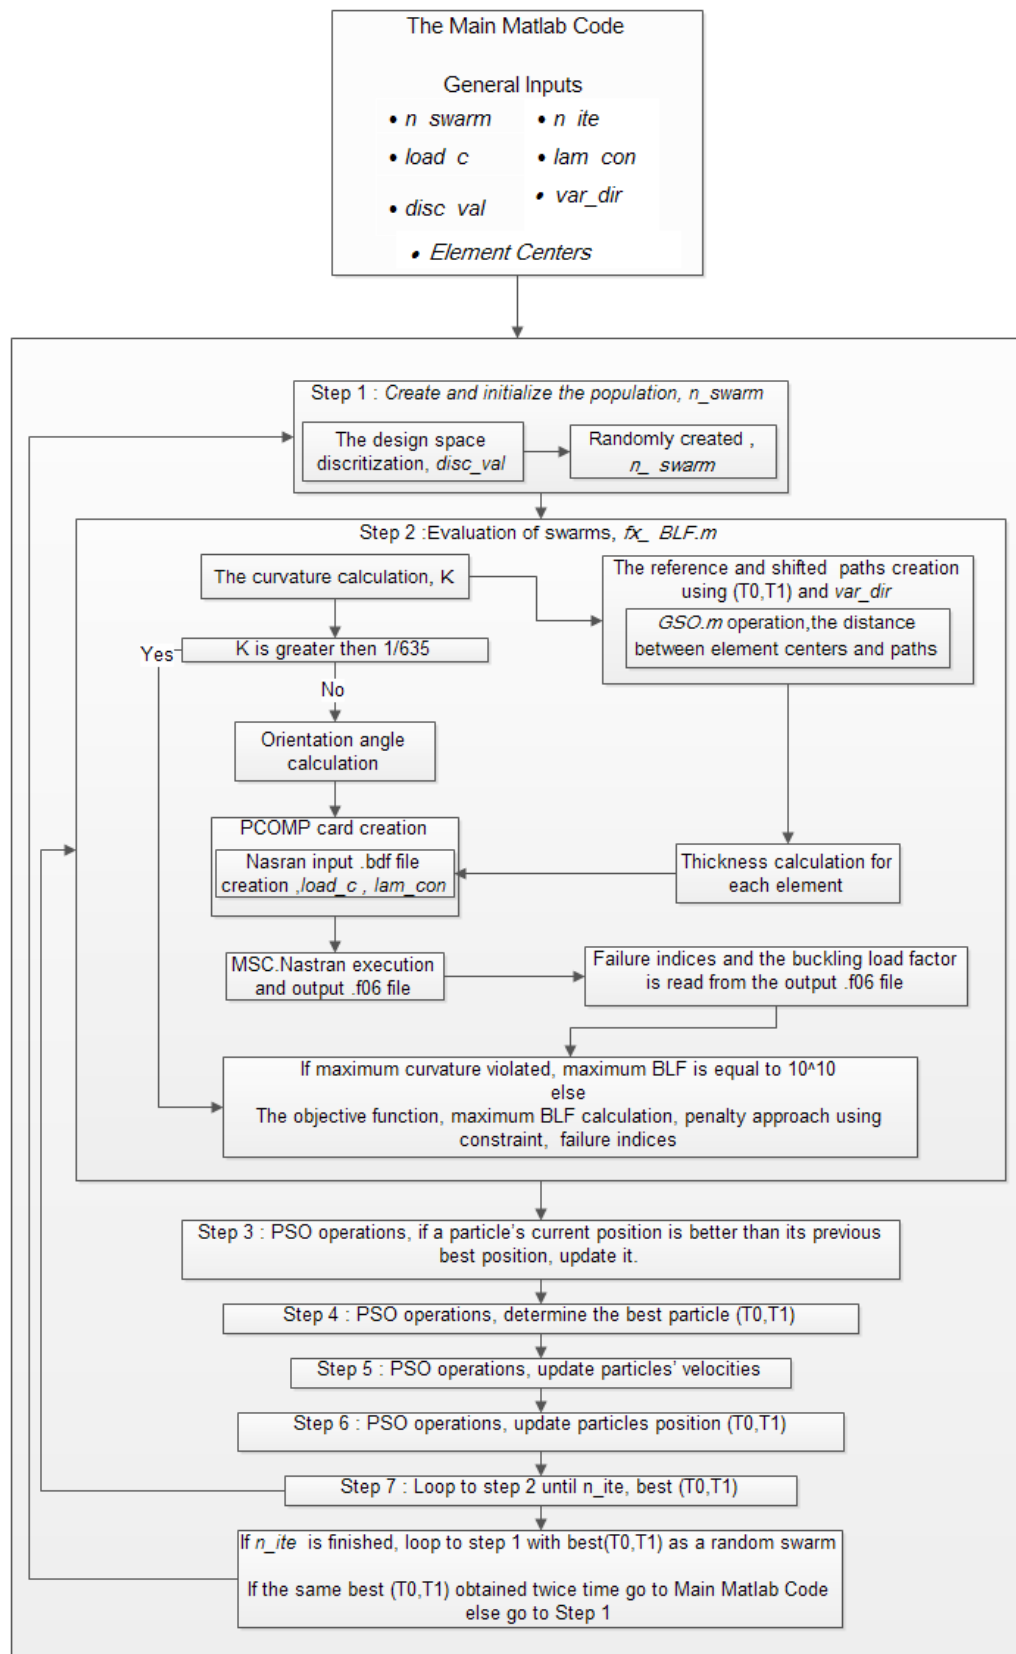 The Main Matlab Code
General Inputs
• n swarm
• n ite
• load c
• lam con
• disc val
• var_dir
• Element Centers
Step 1 : Create and initialize the population, n_swarm
The design space
discritization, disc_val
Randomly created ,
n_ swarm
Step 2 :Evaluation of swarms, fx_ BLF.m
The curvature calculation, K
The reference and shifted paths creation
using (T0,T1) and var_dir
GSO.m operation,the distance
between element centers and paths
K is greater then 1/635
Yes
No
Orientation angle
calculation
PCOMP card creation
Nasran input .bdf file
creation ,load_c , lam_con
Thickness calculation for
each element
MSC.Nastran execution
and output .f06 file
Failure indices and the buckling load factor
is read from the output .f06 file
If maximum curvature violated, maximum BLF is equal to 10^10
else
The objective function, maximum BLF calculation, penalty approach using
constraint, failure indices
Step 3 : PSO operations, if a particle's current position is better than its previous
best position, update it.
Step 4 : PSO operations, determine the best particle (T0,T1)
Step 5 : PSO operations, update particles' velocities
Step 6 : PSO operations, update particles position (T0,T1)
Step 7 : Loop to step 2 until n_ite, best (T0,T1)
If n_ite is finished, loop to step 1 with best(T0,T1) as a random swarm
If the same best (T0,T1) obtained twice time go to Main Matlab Code
else go to Step 1